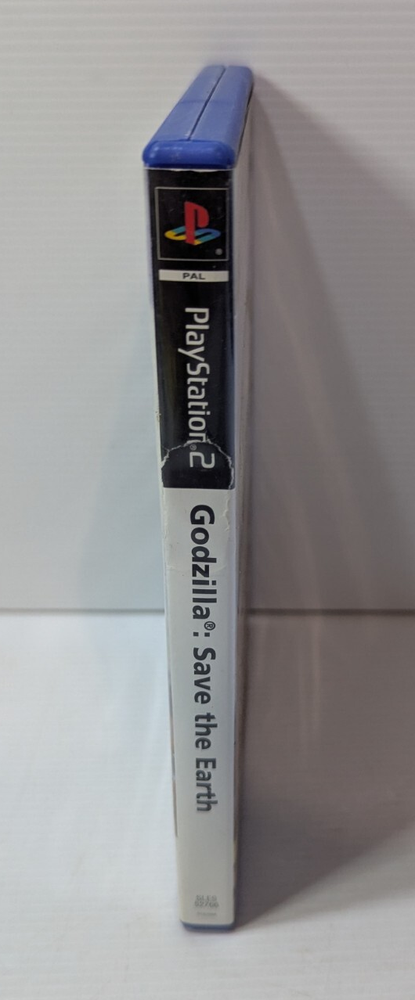 PAL
PlayStation®2
Godzilla®: Save the Earth